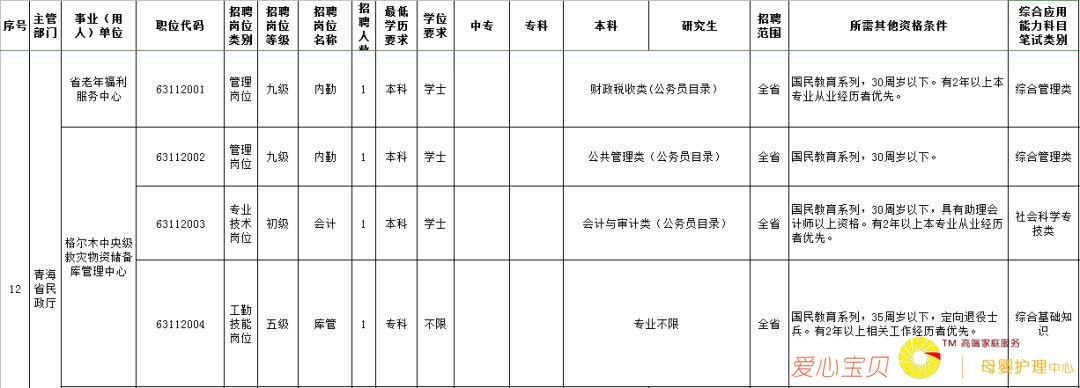 序号 主管部门 事业（用人）单位 职位代码 招聘岗位类别 招聘岗位等级 招聘岗位名称 招聘人数 最低学历要求 学位要求 中专 专科 本科 研究生 招聘范围 所需其他资格条件 综合应用能力科目笔试类别
12 青海省民政厅
省老年福利服务中心 63112001 管理岗位 九级 内勤 1 本科 学士 财政税收类(公务员目录) 全省 国民教育系列，30周岁以下。有2年以上本专业从业经历者优先。 综合管理类
格尔木中央级救灾物资储备库管理中心
63112002 管理岗位 九级 内勤 1 本科 学士 公共管理类（公务员目录） 全省 国民教育系列，30周岁以下。 综合管理类
63112003 专业技术岗位 初级 会计 1 本科 学士 会计与审计类（公务员目录） 全省 国民教育系列，30周岁以下，具有助理会计师以上资格。有2年以上本专业从业经历者优先。 社会科学专技类
63112004 工勤技能岗位 五级 库管 1 专科 不限 专业不限 全省 国民教育系列，35周岁以下，定向退役士兵。有2年以上相关工作经历者优先。 综合基础知识
TM 高端家庭服务
爱心宝贝 母婴护理中心